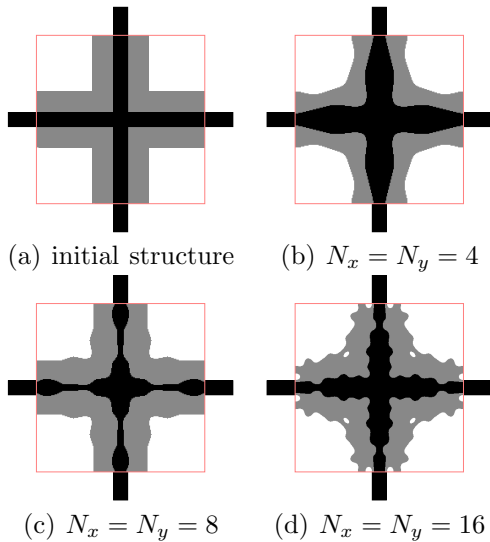 (a) initial structure
(b) $N_x = N_y = 4$
(c) $N_x = N_y = 8$
(d) $N_x = N_y = 16$